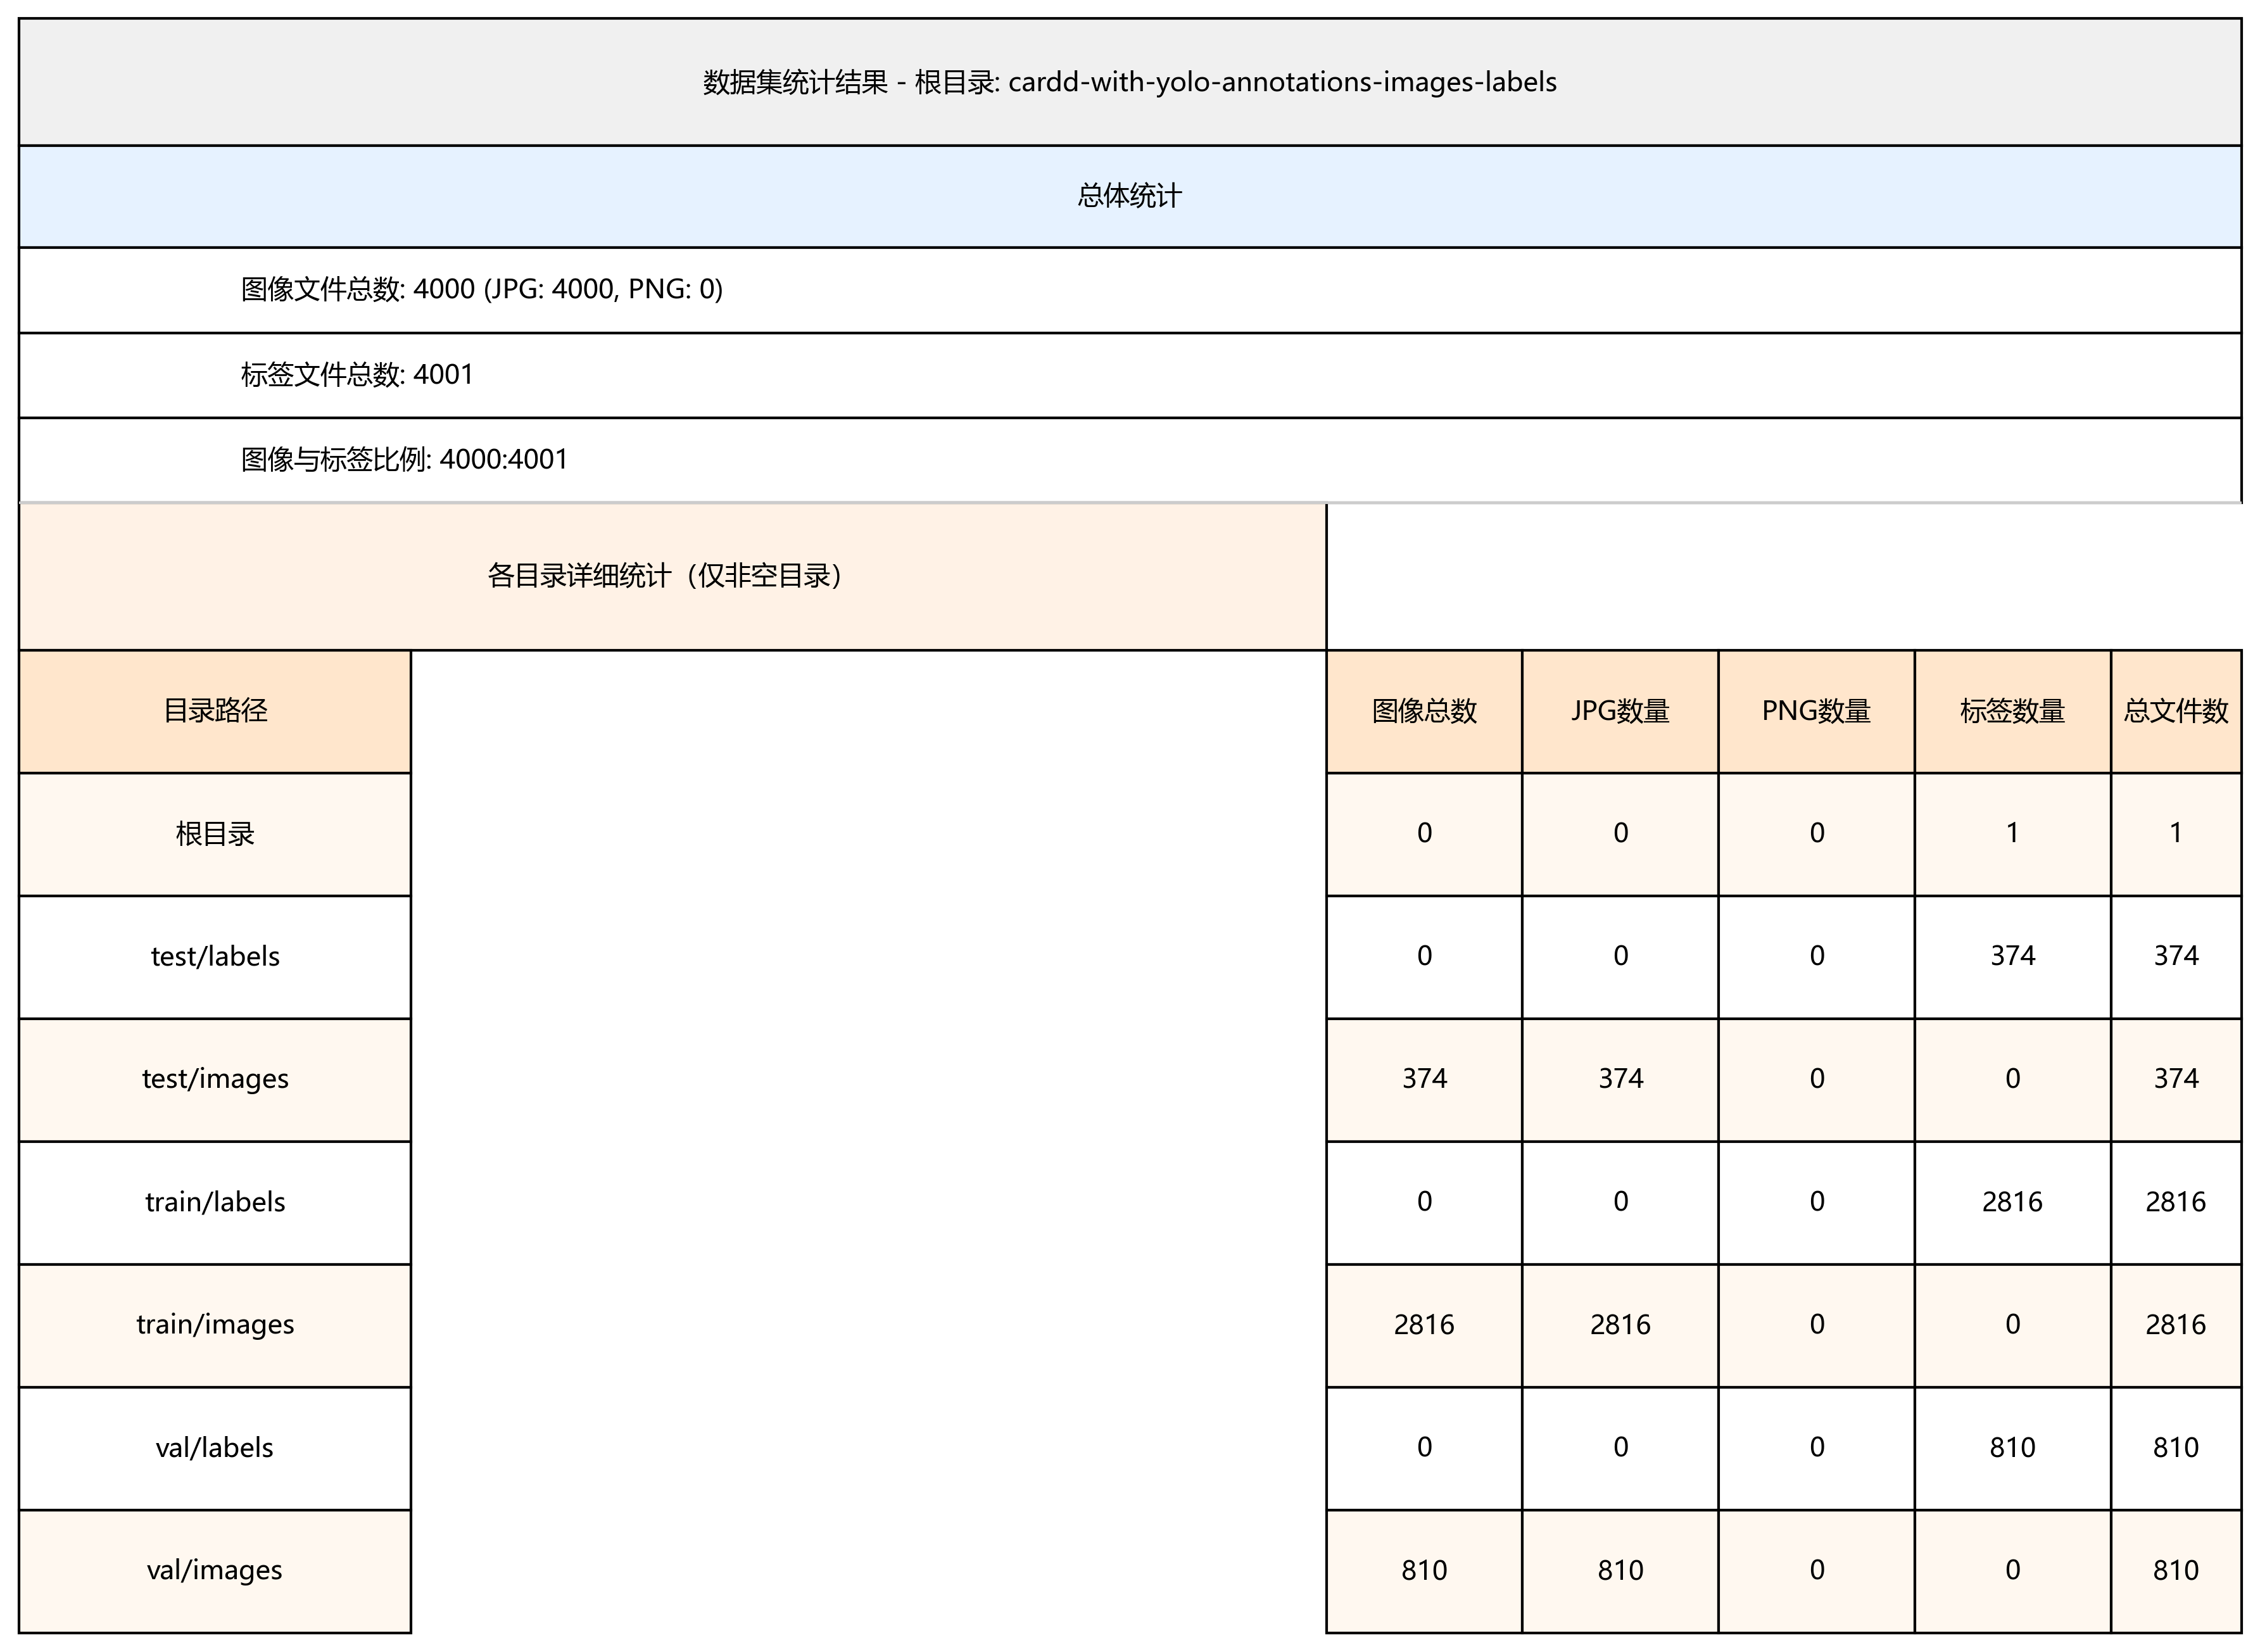 数据集统计结果 - 根目录: cardd-with-yolo-annotations-images-labels
总体统计
图像文件总数: 4000 (JPG: 4000, PNG: 0)
标签文件总数: 4001
图像与标签比例: 4000:4001
各目录详细统计（仅非空目录）
目录路径 图像总数 JPG数量 PNG数量 标签数量 总文件数
根目录 0 0 0 1 1
test/labels 0 0 0 374 374
test/images 374 374 0 0 374
train/labels 0 0 0 2816 2816
train/images 2816 2816 0 0 2816
val/labels 0 0 0 810 810
val/images 810 810 0 0 810